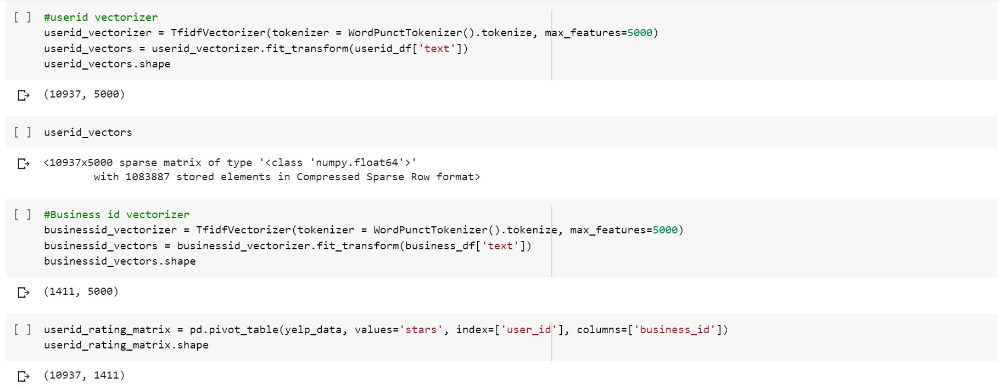 [ ] #userid vectorizer
userid_vectorizer = TfidfVectorizer(tokenizer = WordPunctTokenizer().tokenize, max_features=5000)
userid_vectors = userid_vectorizer.fit_transform(userid_df['text'])
userid_vectors.shape
(10937, 5000)
[ ] userid_vectors
<10937x5000 sparse matrix of type '<class 'numpy.float64'>'
with 1083887 stored elements in Compressed Sparse Row format>
[ ] #Business id vectorizer
businessid_vectorizer = TfidfVectorizer(tokenizer = WordPunctTokenizer().tokenize, max_features=5000)
businessid_vectors = businessid_vectorizer.fit_transform(business_df['text'])
businessid_vectors.shape
(1411, 5000)
[ ] userid_rating_matrix = pd.pivot_table(yelp_data, values='stars', index=['user_id'], columns=['business_id'])
userid_rating_matrix.shape
(10937, 1411)